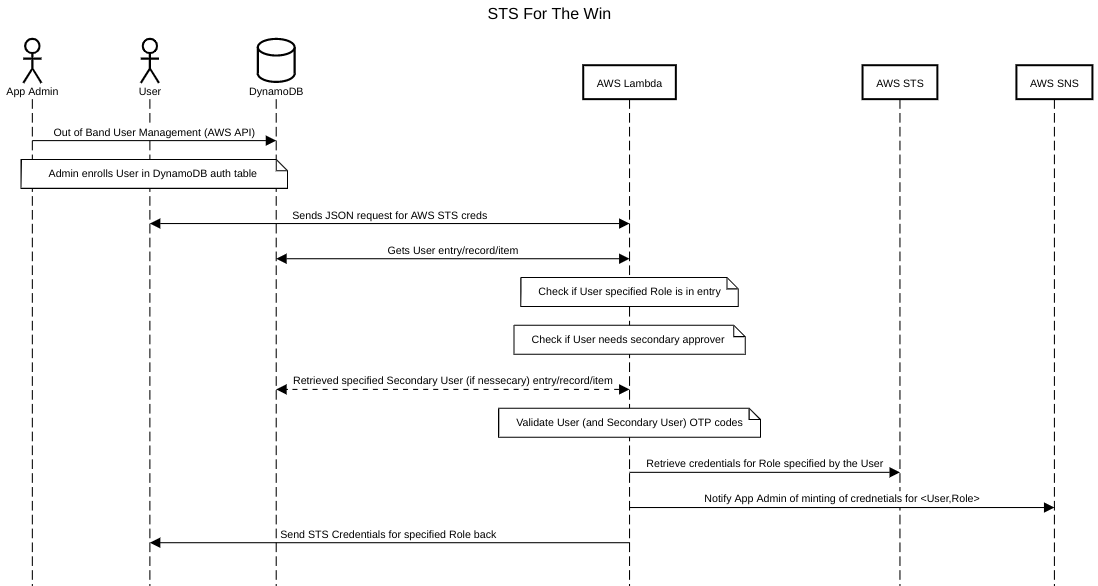 STS For The Win
App Admin
User
DynamoDB
AWS Lambda
AWS STS
AWS SNS
Out of Band User Management (AWS API)
Admin enrolls User in DynamoDB auth table
Sends JSON request for AWS STS creds
Gets User entry/record/item
Check if User specified Role is in entry
Check if User needs secondary approver
Retrieved specified Secondary User (if nessecary) entry/record/item
Validate User (and Secondary User) OTP codes
Retrieve credentials for Role specified by the User
Notify App Admin of minting of crednetials for <User,Role>
Send STS Credentials for specified Role back